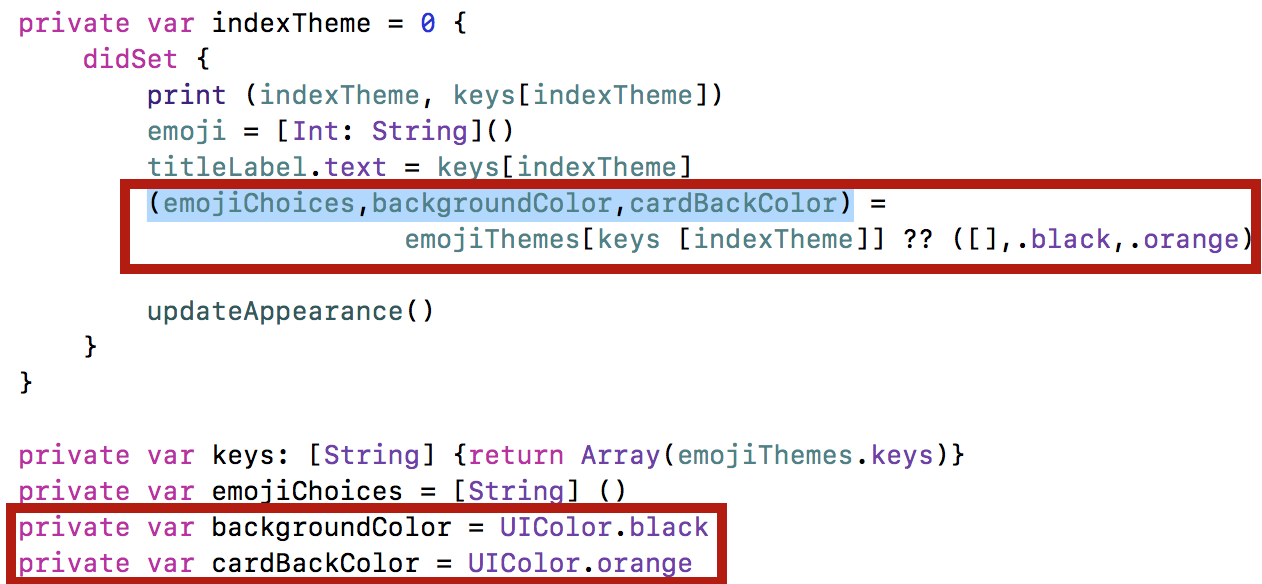 private var indexTheme = 0 {
didSet {
print (indexTheme, keys[indexTheme])
emoji = [Int: String]()
titleLabel.text = keys[indexTheme]
(emojiChoices,backgroundColor,cardBackColor) =
emojiThemes[keys [indexTheme]] ?? ([],.black,.orange)
updateAppearance()
}
}
private var keys: [String] {return Array(emojiThemes.keys)}
private var emojiChoices = [String] ()
private var backgroundColor = UIColor.black
private var cardBackColor = UIColor.orange